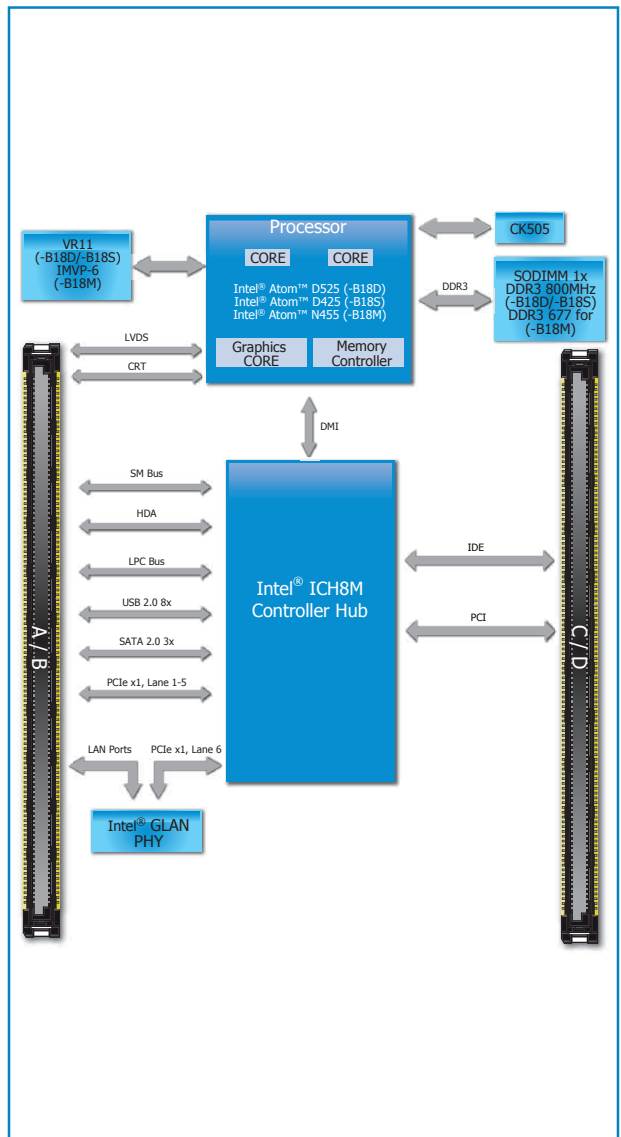 Processor
CORE
CORE
Intel® Atom™ D525 (-B18D)
Intel® Atom™ D425 (-B18S)
Intel® Atom™ N455 (-B18M)
Graphics
CORE
Memory
Controller
VR11
(-B18D/-B18S)
IMVP-6
(-B18M)
CK505
DDR3
SODIMM 1x
DDR3 800MHz
(-B18D/-B18S)
DDR3 677 for
(-B18M)
LVDS
CRT
DMI
SM Bus
HDA
LPC Bus
USB 2.0 8x
SATA 2.0 3x
PCIe x1, Lane 1-5
LAN Ports
PCIe x1, Lane 6
Intel® ICH8M
Controller Hub
IDE
PCI
A / B
C / D
Intel® GLAN
PHY